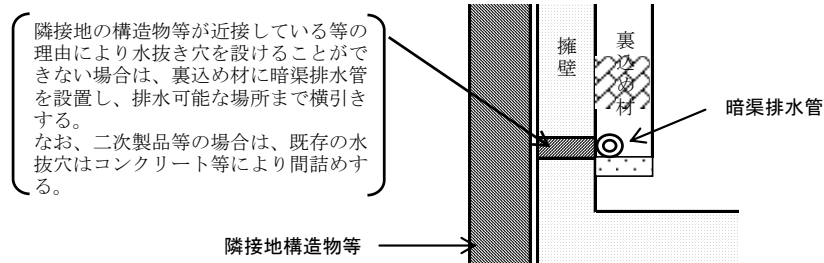 隣接地の構造物等が近接している等の
理由により水抜き穴を設けることがで
きない場合は、裏込め材に暗渠排水管
を設置し、排水可能な場所まで横引き
する。
なお、二次製品等の場合は、既存の水
抜穴はコンクリート等により間詰めす
る。
擁壁
裏込め材
暗渠排水管
隣接地構造物等